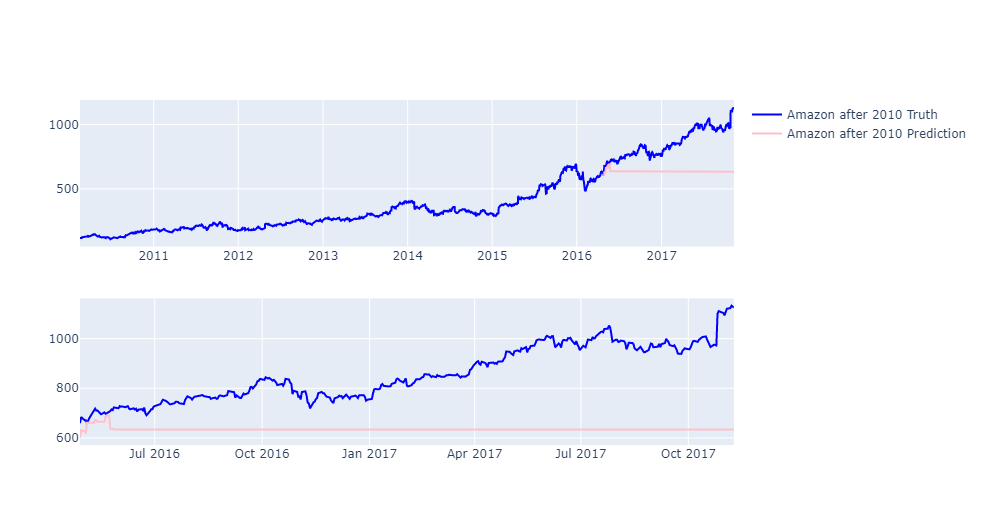 Amazon after 2010 Truth
Amazon after 2010 Prediction
1000
500
2011 2012 2013 2014 2015 2016 2017
1000
800
600
Jul 2016 Oct 2016 Jan 2017 Apr 2017 Jul 2017 Oct 2017